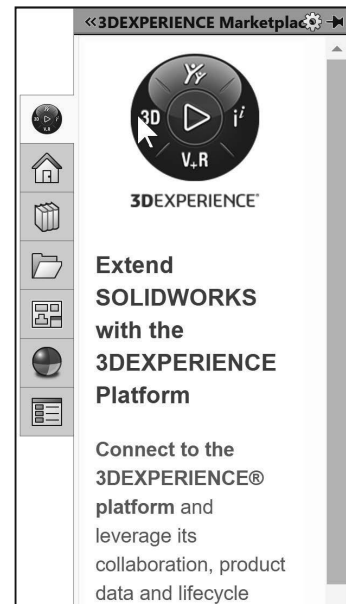 «3DEXPERIENCE Marketplac
3D
V+R
3DEXPERIENCE®
Extend
SOLIDWORKS
with the
3DEXPERIENCE
Platform
Connect to the
3DEXPERIENCE®
platform and
leverage its
collaboration, product
data and lifecycle